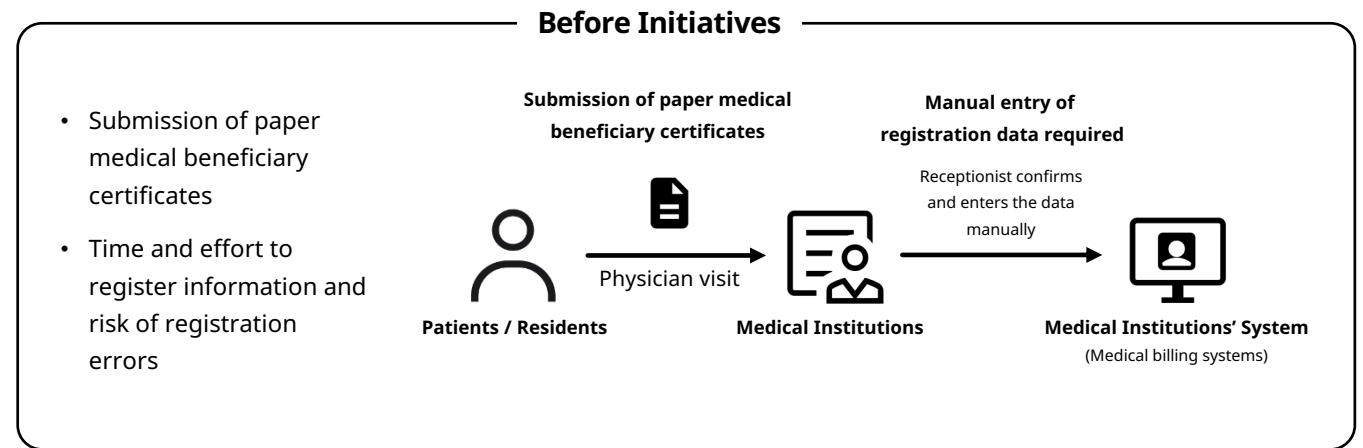 Before Initiatives
• Submission of paper
medical beneficiary
certificates
• Time and effort to
register information and
risk of registration
errors
Submission of paper medical
beneficiary certificates
Physician visit
Patients / Residents
Manual entry of
registration data required
Receptionist confirms
and enters the data
manually
Medical Institutions
Medical Institutions’ System
(Medical billing systems)